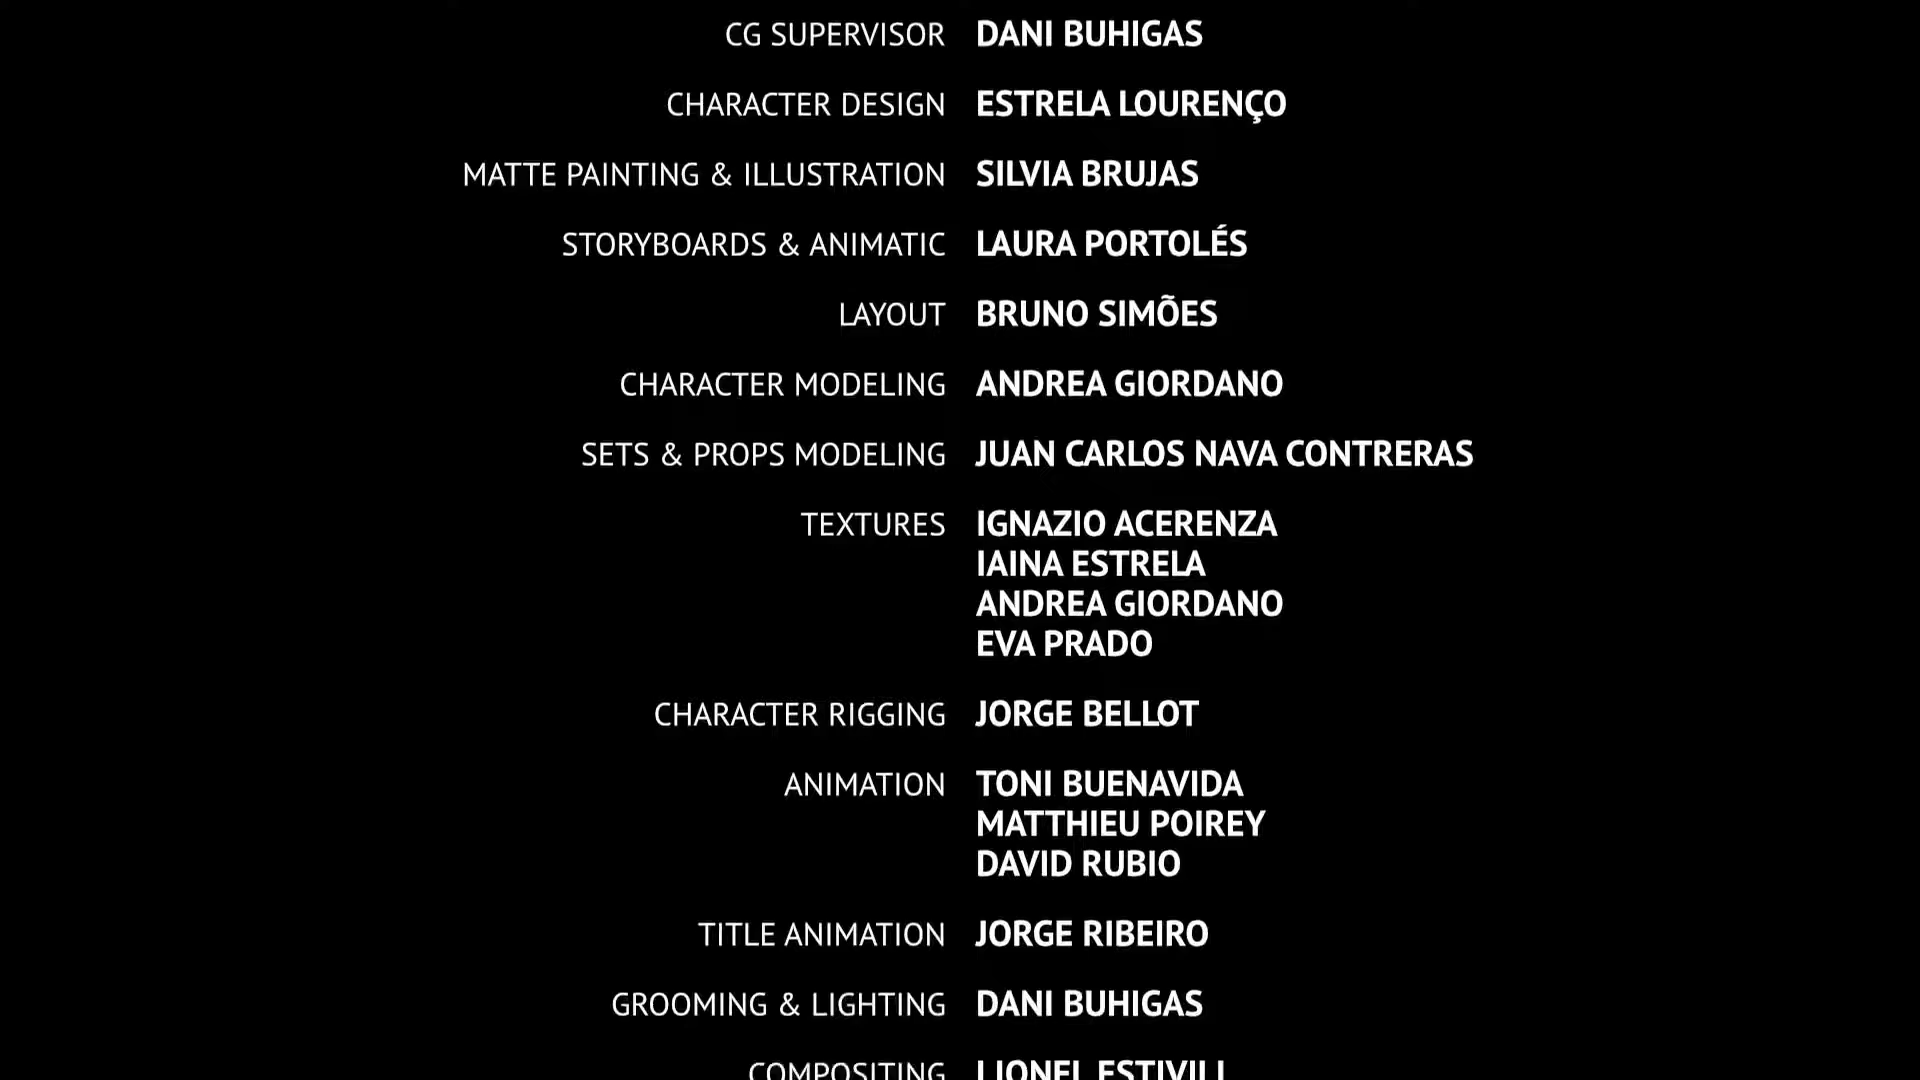 CG SUPERVISOR DANI BUHIGAS
CHARACTER DESIGN ESTRELA LOURENÇO
MATTE PAINTING & ILLUSTRATION SILVIA BRUJAS
STORYBOARDS & ANIMATIC LAURA PORTOLÉS
LAYOUT BRUNO SIMÕES
CHARACTER MODELING ANDREA GIORDANO
SETS & PROPS MODELING JUAN CARLOS NAVA CONTRERAS
TEXTURES IGNAZIO ACERENZA
IAINA ESTRELA
ANDREA GIORDANO
EVA PRADO
CHARACTER RIGGING JORGE BELLOT
ANIMATION TONI BUENAVIDA
MATTHIEU POIREY
DAVID RUBIO
TITLE ANIMATION JORGE RIBEIRO
GROOMING & LIGHTING DANI BUHIGAS
COMPOSITING LIONEL